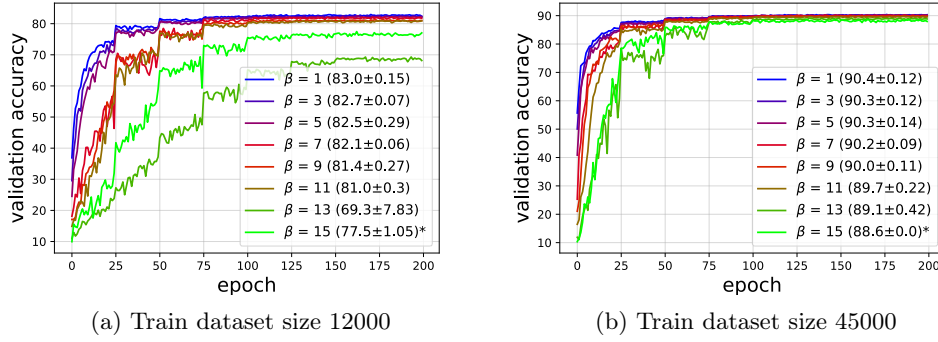 validation accuracy
80
70
60
50
40
30
20
10
β = 1 (83.0±0.15)
β = 3 (82.7±0.07)
β = 5 (82.5±0.29)
β = 7 (82.1±0.06)
β = 9 (81.4±0.27)
β = 11 (81.0±0.3)
β = 13 (69.3±7.83)
β = 15 (77.5±1.05)*
0 25 50 75 100 125 150 175 200
epoch
(a) Train dataset size 12000
validation accuracy
90
80
70
60
50
40
30
20
10
β = 1 (90.4±0.12)
β = 3 (90.3±0.12)
β = 5 (90.3±0.14)
β = 7 (90.2±0.09)
β = 9 (90.0±0.11)
β = 11 (89.7±0.22)
β = 13 (89.1±0.42)
β = 15 (88.6±0.0)*
0 25 50 75 100 125 150 175 200
epoch
(b) Train dataset size 45000